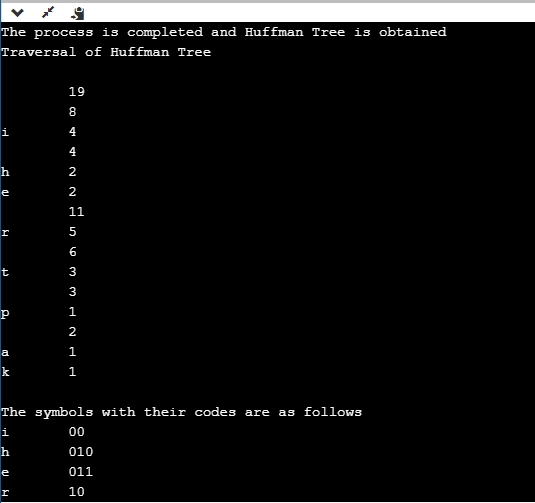 The process is completed and Huffman Tree is obtained
Traversal of Huffman Tree
19
8
i 4
4
h 2
e 2
11
r 5
6
t 3
3
p 1
2
a 1
k 1
The symbols with their codes are as follows
i 00
h 010
e 011
r 10